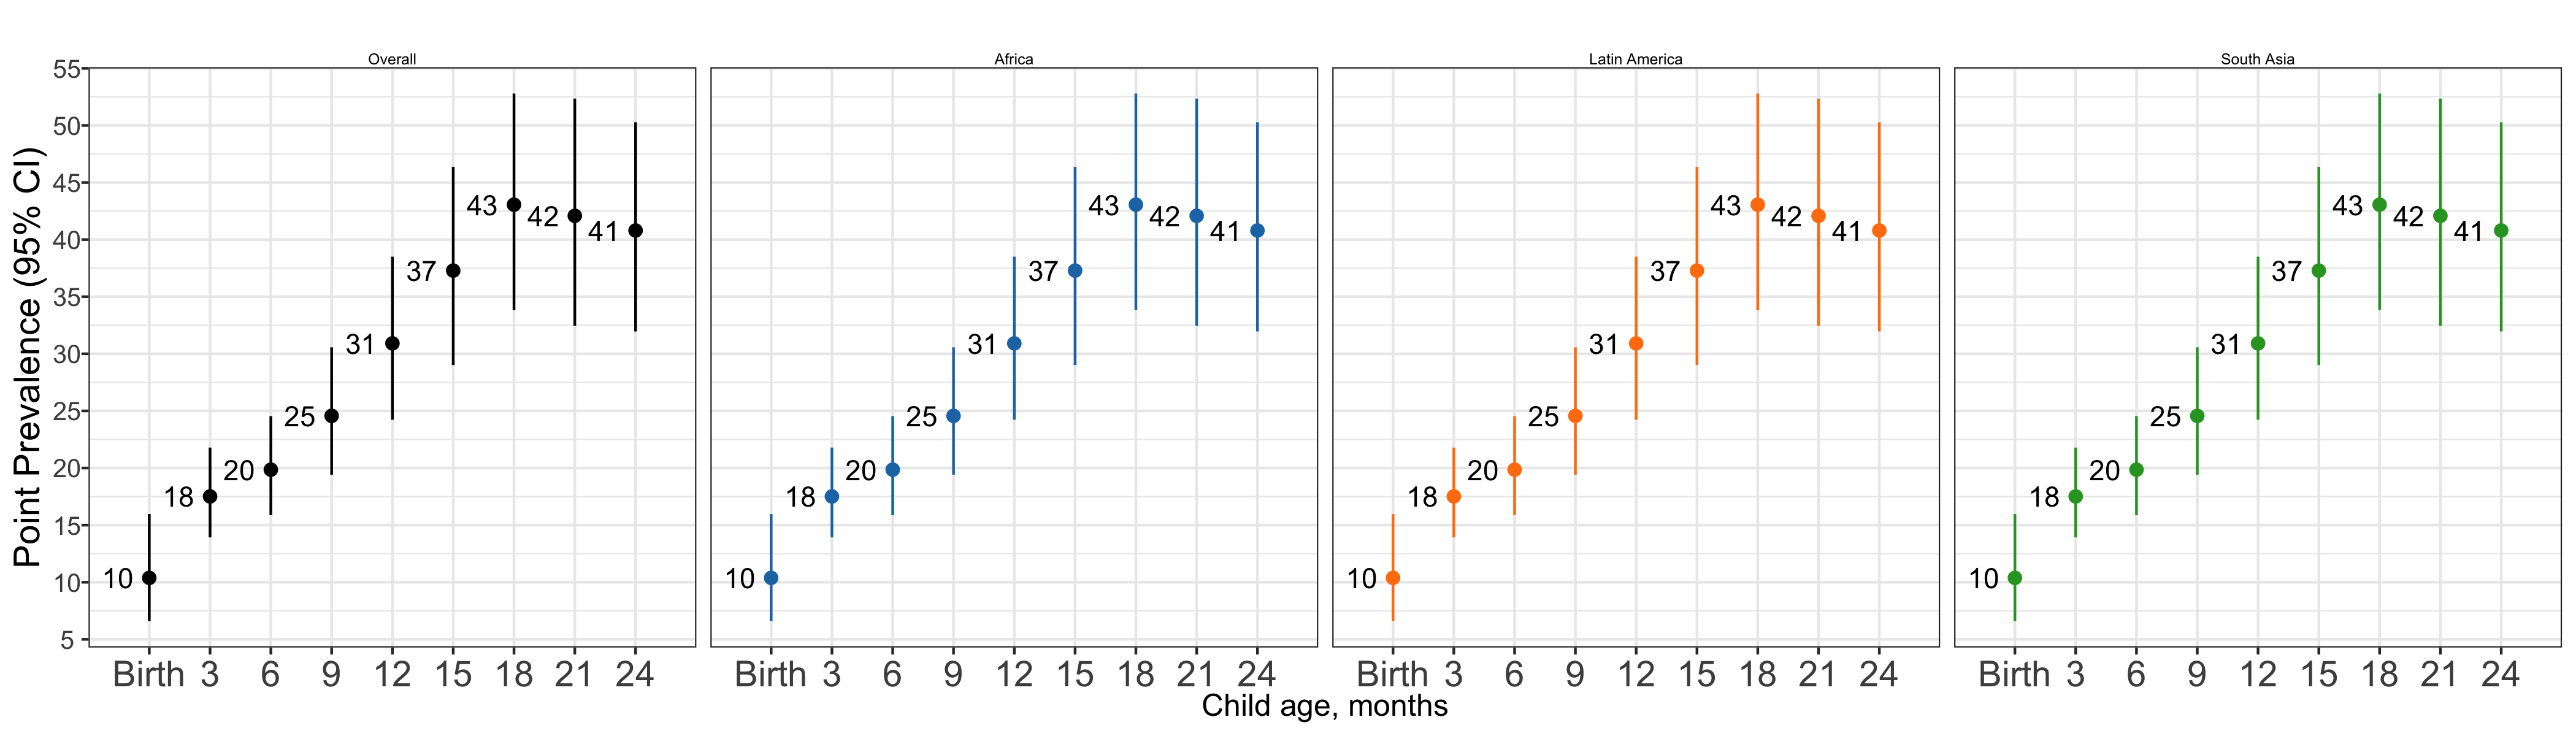 Overall Africa Latin America South Asia
Point Prevalence (95% CI)
55
50
45
40
35
30
25
20
15
10
5
10 18 20 25 31 37 43 42 41
10 18 20 25 31 37 43 42 41
10 18 20 25 31 37 43 42 41
10 18 20 25 31 37 43 42 41
Birth 3 6 9 12 15 18 21 24 Birth 3 6 9 12 15 18 21 24 Birth 3 6 9 12 15 18 21 24 Birth 3 6 9 12 15 18 21 24
Child age, months